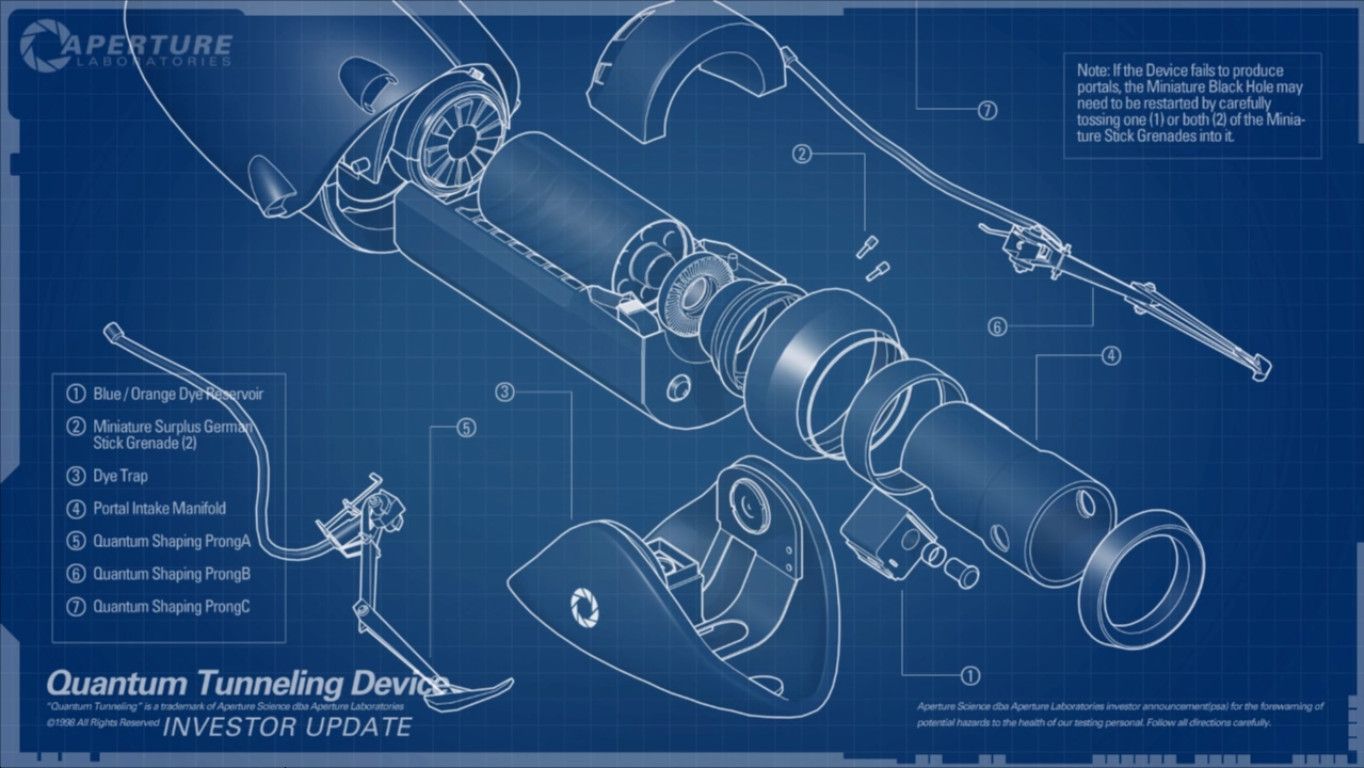 APERTURE
LABORATORIES
Note: If the Device fails to produce
portals, the Miniature Black Hole may
need to be restarted by carefully
tossing one (1) or both (2) of the Minia-
ture Stick Grenades into it.
7
2
6
4
3
5
1
1 Blue / Orange Dye Reservoir
2 Miniature Surplus German
Stick Grenade (2)
3 Dye Trap
4 Portal Intake Manifold
5 Quantum Shaping ProngA
6 Quantum Shaping ProngB
7 Quantum Shaping ProngC
Quantum Tunneling Device
"Quantum Tunneling" is a trademark of Aperture Science dba Aperture Laboratories
©1998 All Rights Reserved INVESTOR UPDATE
Aperture Science dba Aperture Laboratories investor announcement(psa) for the forewarning of
potential hazards to the health of our testing personal. Follow all directions carefully.